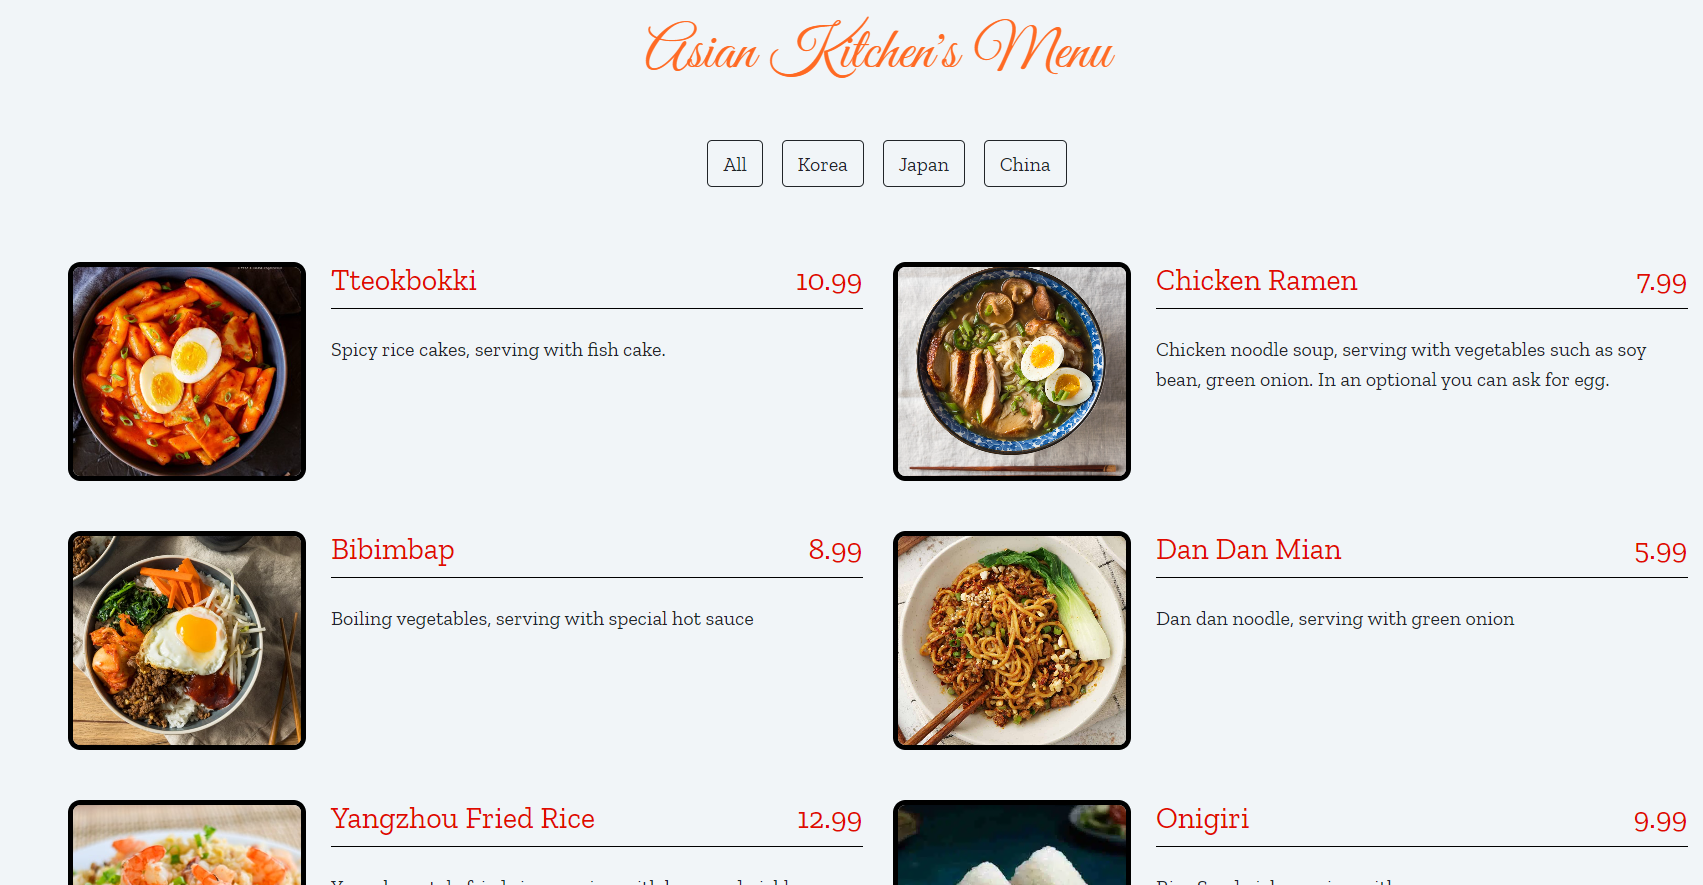 Asian Kitchen's Menu
All Korea Japan China
Tteokbokki 10.99
Spicy rice cakes, serving with fish cake.
Chicken Ramen 7.99
Chicken noodle soup, serving with vegetables such as soy
bean, green onion. In an optional you can ask for egg.
Bibimbap 8.99
Boiling vegetables, serving with special hot sauce
Dan Dan Mian 5.99
Dan dan noodle, serving with green onion
Yangzhou Fried Rice 12.99
Onigiri 9.99